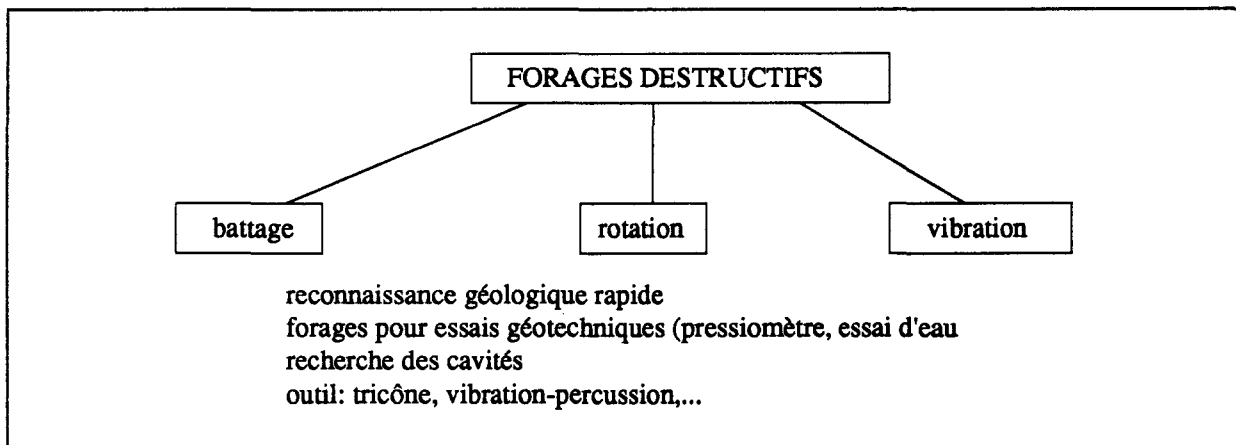 FORAGES DESTRUCTIFS
battage
rotation
vibration
reconnaissance géologique rapide
forages pour essais géotechniques (pressiomètre, essai d'eau
recherche des cavités
outil: tricône, vibration-percussion,...